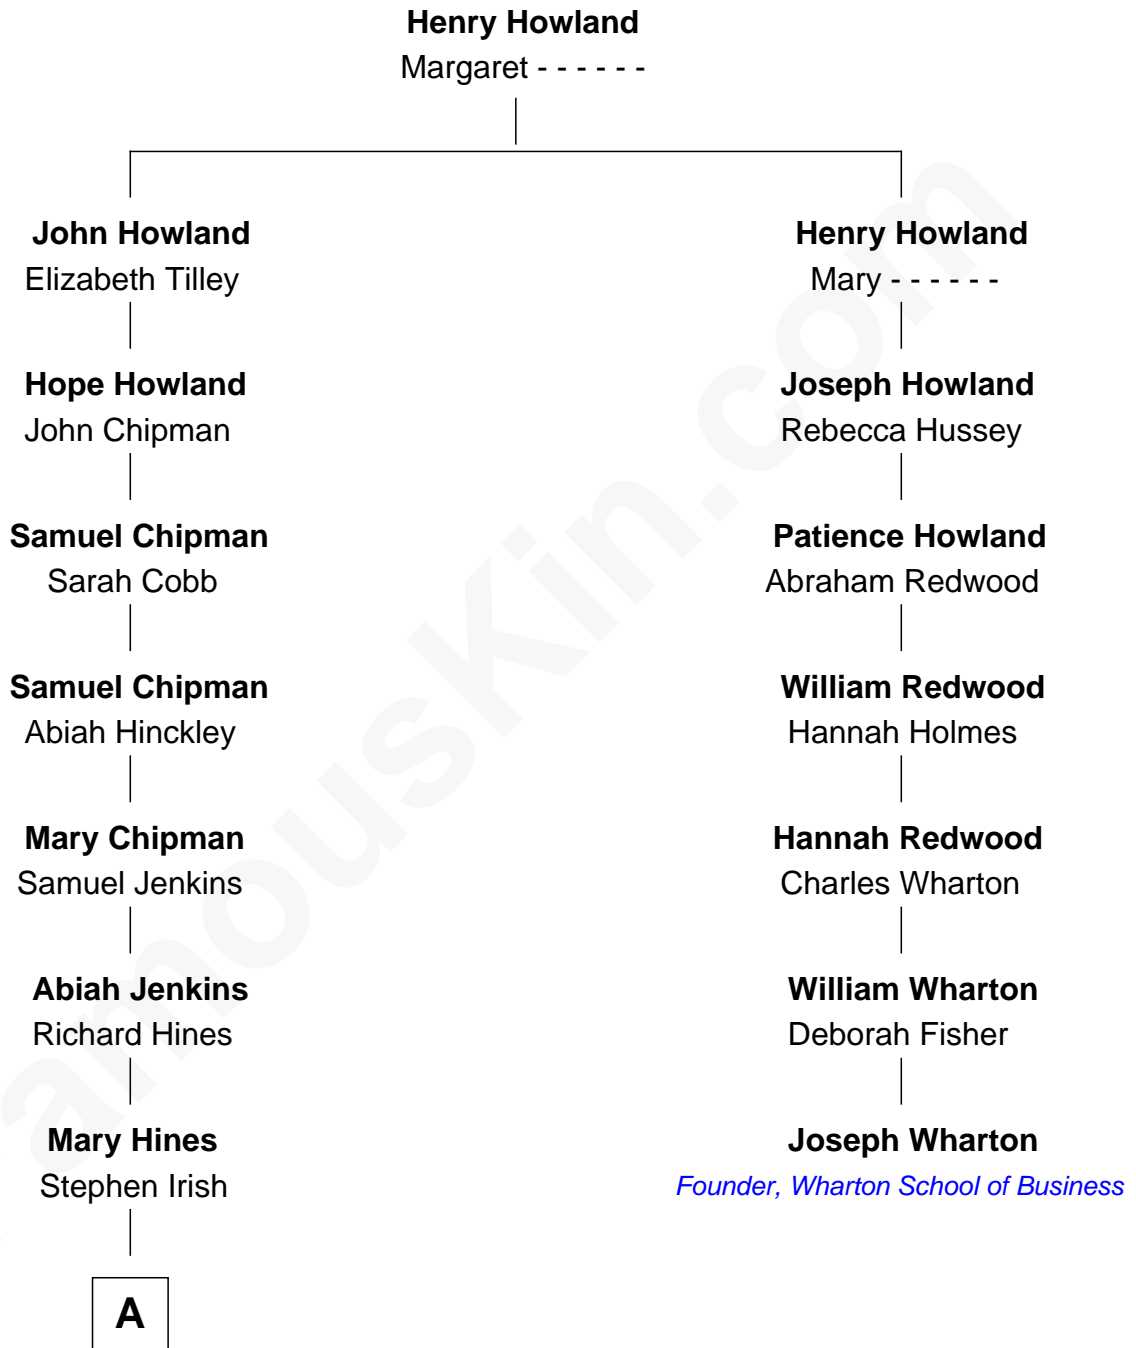 Henry Howland
Margaret - - - - - -
John Howland
Elizabeth Tilley
Henry Howland
Mary - - - - - -
Hope Howland
John Chipman
Joseph Howland
Rebecca Hussey
Samuel Chipman
Sarah Cobb
Patience Howland
Abraham Redwood
Samuel Chipman
Abiah Hinckley
William Redwood
Hannah Holmes
Mary Chipman
Samuel Jenkins
Hannah Redwood
Charles Wharton
Abiah Jenkins
Richard Hines
William Wharton
Deborah Fisher
Mary Hines
Stephen Irish
Joseph Wharton
Founder, Wharton School of Business
A
amousKin.com